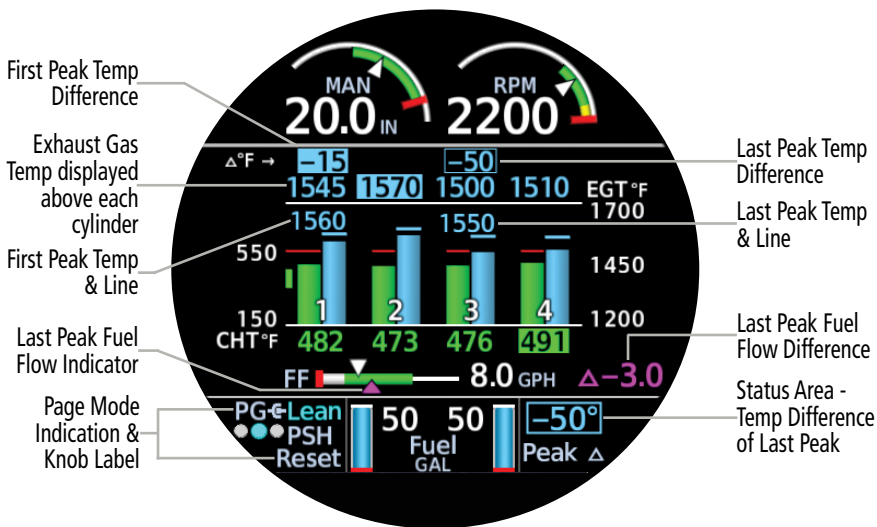 First Peak Temp
Difference
Exhaust Gas
Temp displayed
above each
cylinder
First Peak Temp
& Line
Last Peak Fuel
Flow Indicator
Page Mode
Indication &
Knob Label
MAN
20.0 IN
RPM
2200
△°F → −15 −50
1545 1570 1500 1510 EGT°F
1560 1550 1700
550 1450
1 2 3 4
150 1200
CHT°F 482 473 476 491
FF 8.0 GPH △−3.0
PG Lean
PSH
Reset
50 50
Fuel
GAL
−50°
Peak △
Last Peak Temp
Difference
Last Peak Temp
& Line
Last Peak Fuel
Flow Difference
Status Area -
Temp Difference
of Last Peak